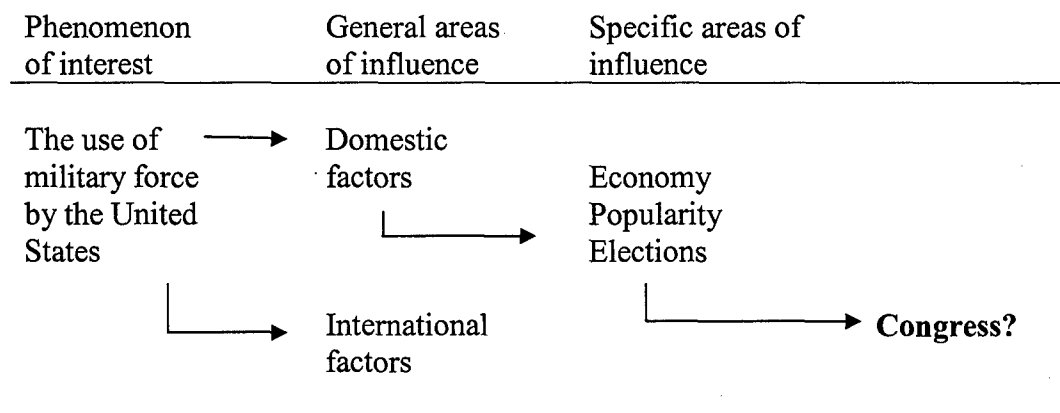 Phenomenon
of interest
General areas
of influence
Specific areas of
influence
The use of
military force
by the United
States
Domestic
factors
Economy
Popularity
Elections
International
factors
Congress?